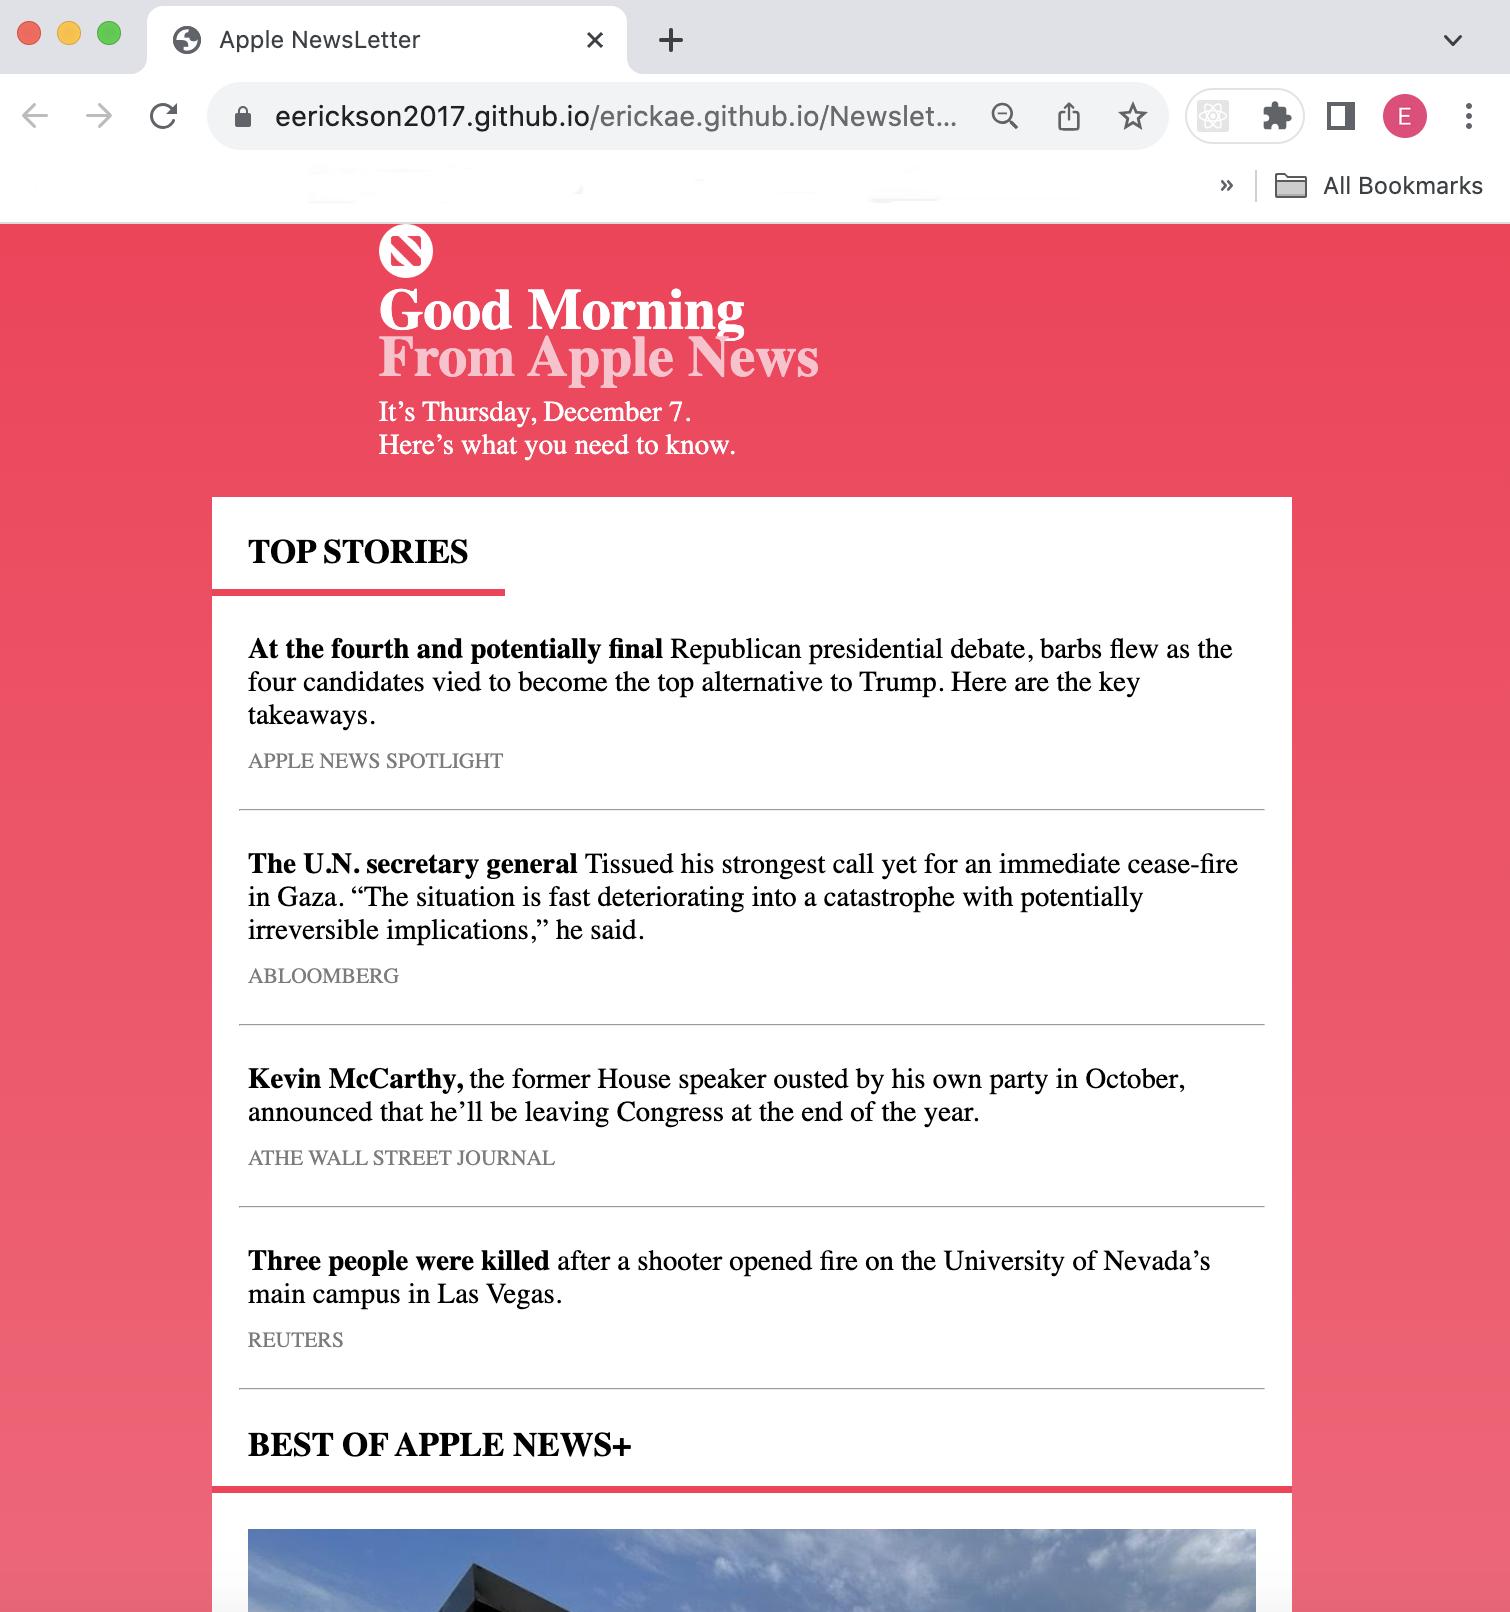 Apple NewsLetter
eerickson2017.github.io/erickae.github.io/Newslet...
E
» All Bookmarks
Good Morning
From Apple News
It’s Thursday, December 7.
Here’s what you need to know.
TOP STORIES
At the fourth and potentially final Republican presidential debate, barbs flew as the
four candidates vied to become the top alternative to Trump. Here are the key
takeaways.
APPLE NEWS SPOTLIGHT
The U.N. secretary general Tissued his strongest call yet for an immediate cease-fire
in Gaza. “The situation is fast deteriorating into a catastrophe with potentially
irreversible implications,” he said.
ABLOOMBERG
Kevin McCarthy, the former House speaker ousted by his own party in October,
announced that he’ll be leaving Congress at the end of the year.
ATHE WALL STREET JOURNAL
Three people were killed after a shooter opened fire on the University of Nevada’s
main campus in Las Vegas.
REUTERS
BEST OF APPLE NEWS+